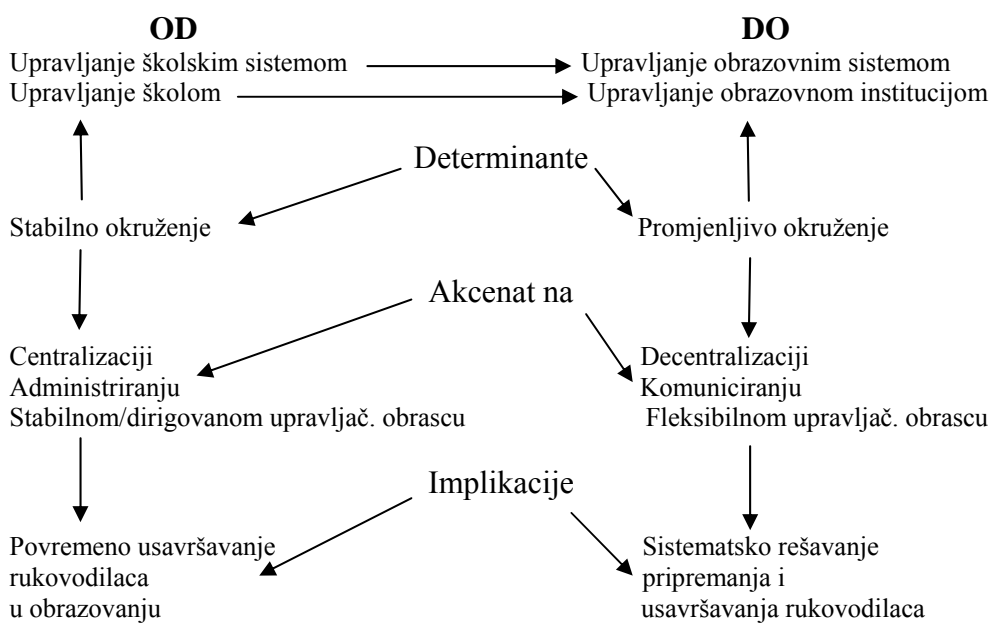 OD DO
Upravljanje školskim sistemom Upravljanje obrazovnim sistemom
Upravljanje školom Upravljanje obrazovnom institucijom
Determinante
Stabilno okruženje Promjenljivo okruženje
Akcenat na
Centralizaciji Decentralizaciji
Administriranju Komuniciranju
Stabilnom/dirigovanom upravljač. obrascu Fleksibilnom upravljač. obrascu
Implikacije
Povremeno usavršavanje Sistematsko rešavanje
rukovodilaca pripremanja i
u obrazovanju usavršavanja rukovodilaca